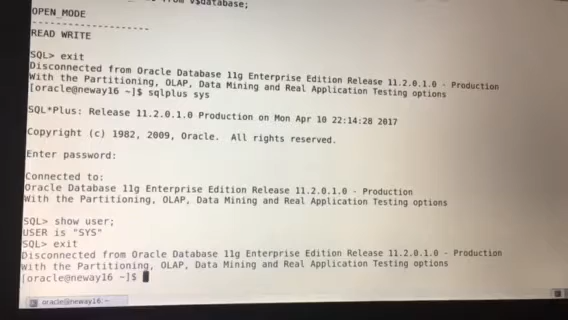 from v$database;
OPEN_MODE
--------------------
READ WRITE
SQL> exit
Disconnected from Oracle Database 11g Enterprise Edition Release 11.2.0.1.0 - Production
With the Partitioning, OLAP, Data Mining and Real Application Testing options
[oracle@neway16 ~]$ sqlplus sys
SQL*Plus: Release 11.2.0.1.0 Production on Mon Apr 10 22:14:28 2017
Copyright (c) 1982, 2009, Oracle.  All rights reserved.
Enter password:
Connected to:
Oracle Database 11g Enterprise Edition Release 11.2.0.1.0 - Production
With the Partitioning, OLAP, Data Mining and Real Application Testing options
SQL> show user;
USER is "SYS"
SQL> exit
Disconnected from Oracle Database 11g Enterprise Edition Release 11.2.0.1.0 - Production
With the Partitioning, OLAP, Data Mining and Real Application Testing options
[oracle@neway16 ~]$
oracle@neway16:~